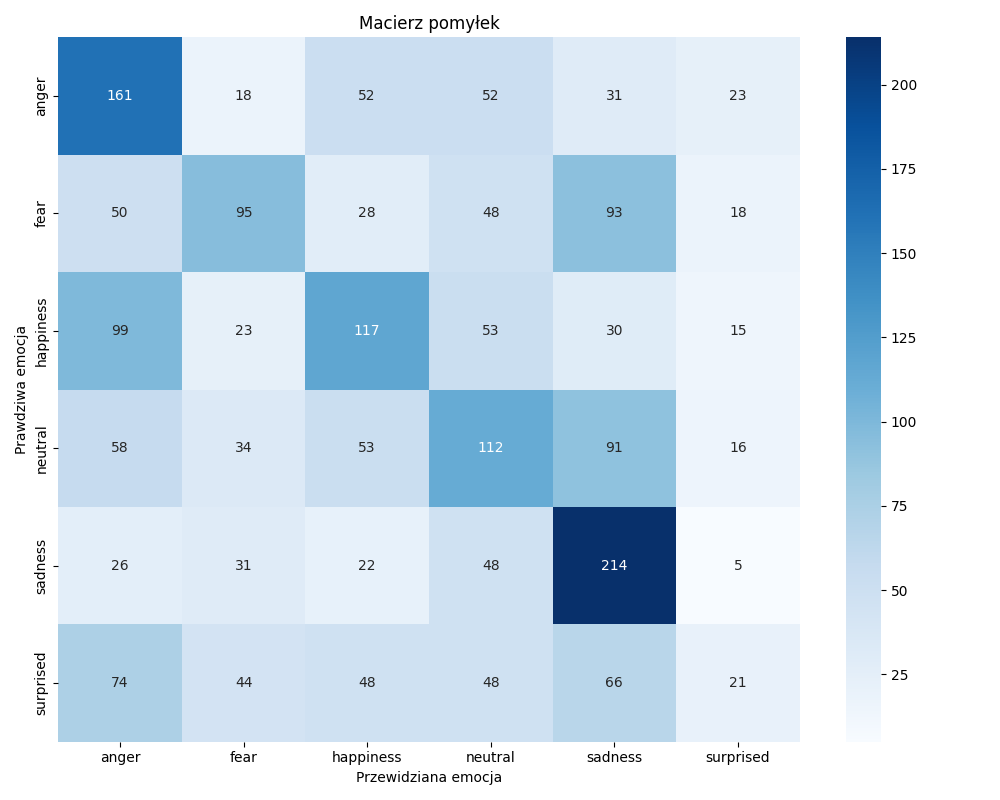 Macierz pomyłek
anger 161 18 52 52 31 23
fear 50 95 28 48 93 18
happiness 99 23 117 53 30 15
neutral 58 34 53 112 91 16
sadness 26 31 22 48 214 5
surprised 74 44 48 48 66 21
anger fear happiness neutral sadness surprised
Przewidziana emocja
Prawdziwa emocja
200
175
150
125
100
75
50
25